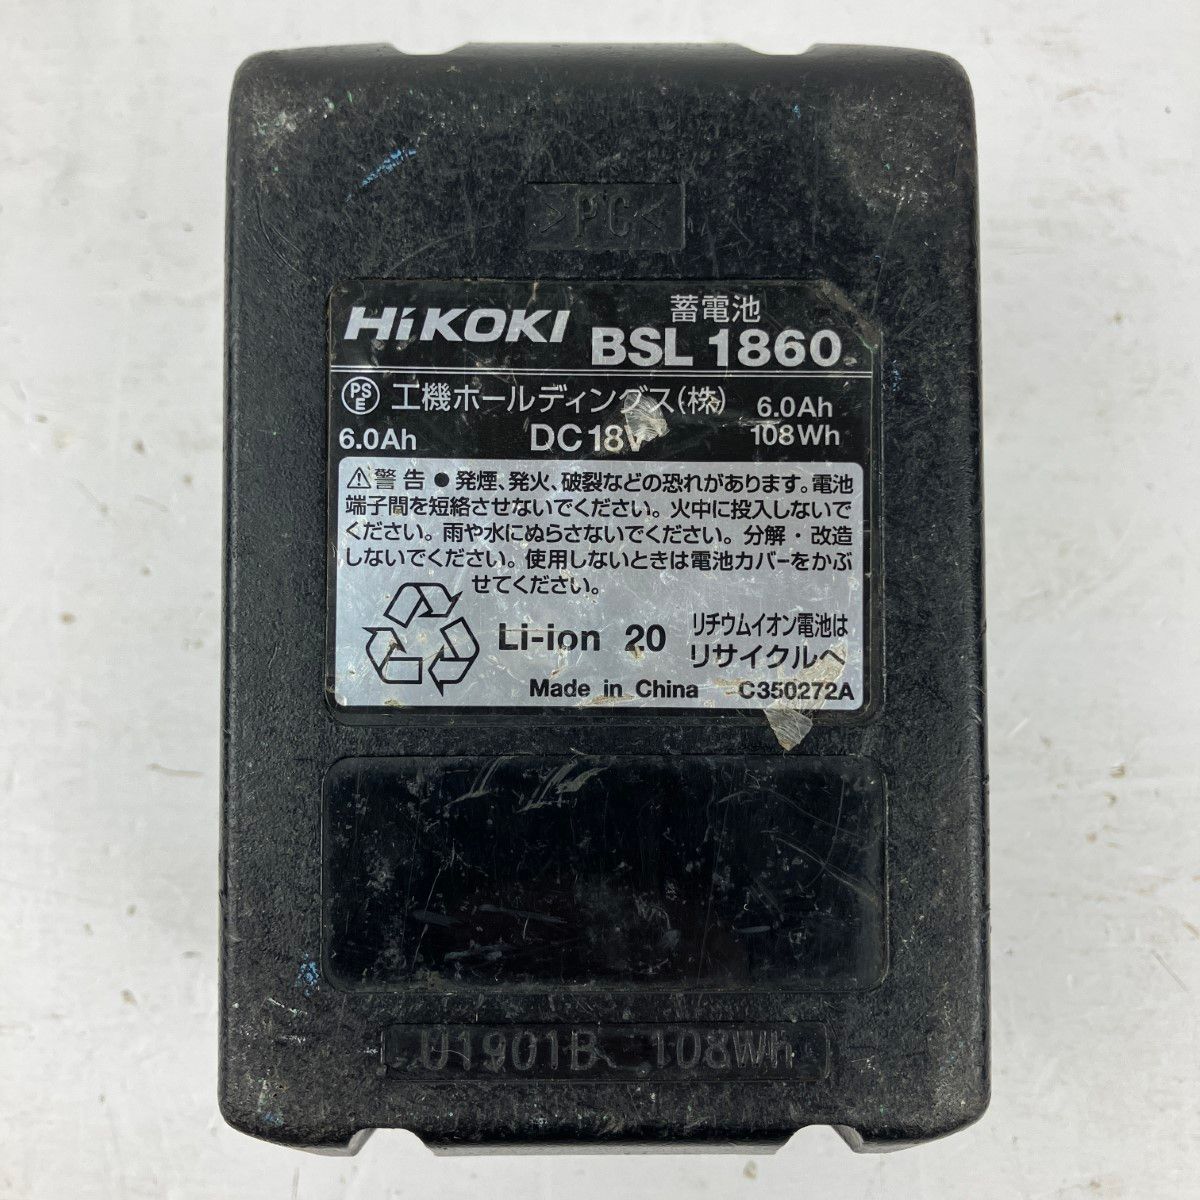 >PC<
HiKOKI 蓄電池
BSL 1860
PSE 工機ホールディングス(株) 6.0Ah
6.0Ah DC18V 108Wh
⚠警告 ● 発煙、発火、破裂などの恐れがあります。電池
端子間を短絡させないでください。火中に投入しないで
ください。雨や水にぬらさないでください。分解・改造
しないでください。使用しないときは電池カバーをかぶ
せてください。
Li-ion 20 リチウムイオン電池は
リサイクルへ
Made in China C350272A
U1901B 108Wh